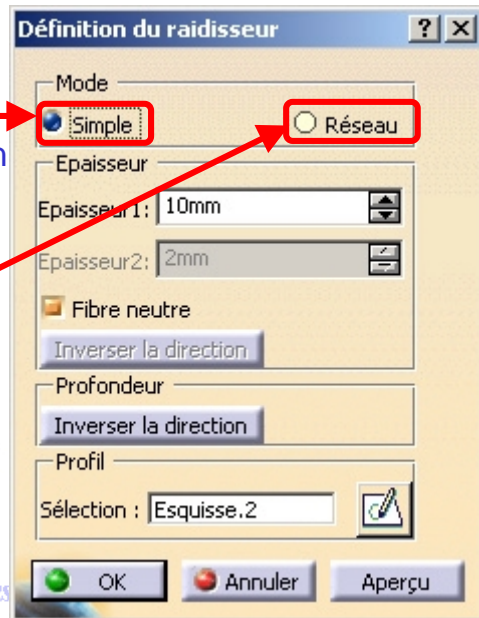 Définition du raidisseur ? X
Mode
Simple Réseau
n
Epaisseur
Epaisseur1: 10mm
Epaisseur2: 2mm
Fibre neutre
Inverser la direction
Profondeur
Inverser la direction
Profil
Sélection : Esquisse.2
OK Annuler Aperçu